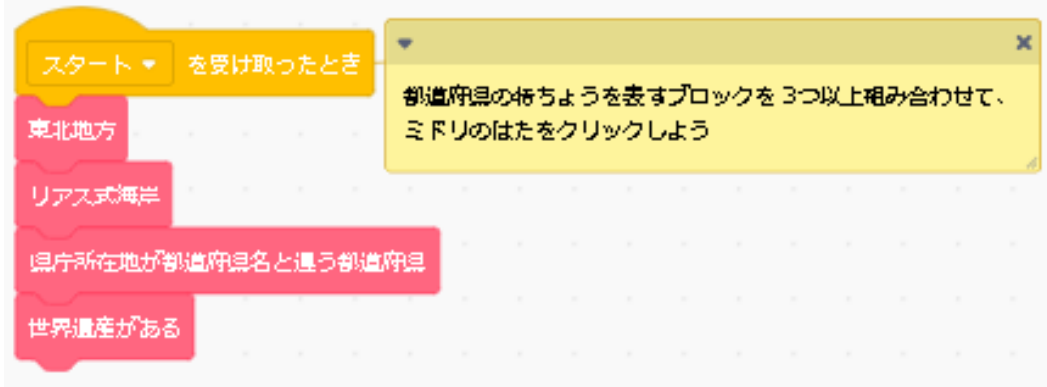 スタート を受け取ったとき
都道府県の特ちょうを表すブロックを3つ以上組み合わせて、
ミドリのはたをクリックしよう
東北地方
リアス式海岸
県庁所在地が都道府県名と違う都道府県
世界遺産がある